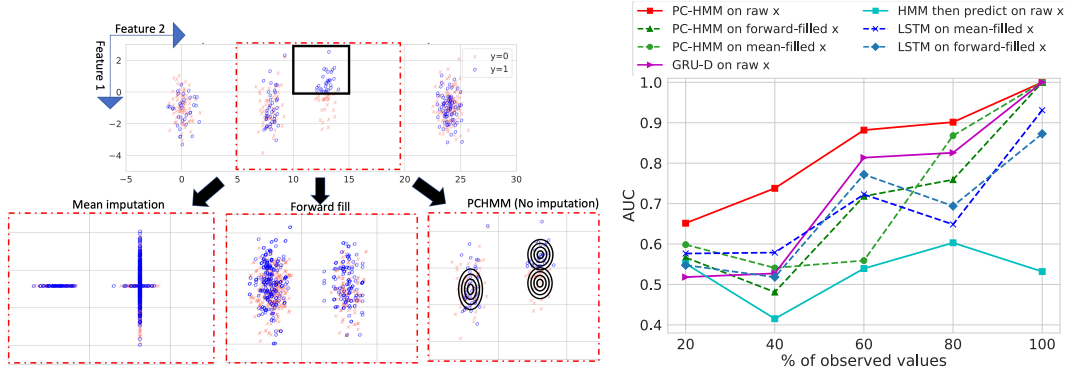 Feature 2
Feature 1
y=0
y=1
2
0
−2
−4
−5
0
5
10
15
20
25
30
Mean imputation
Forward fill
PCHMM (No imputation)
PC-HMM on raw x
PC-HMM on forward-filled x
PC-HMM on mean-filled x
GRU-D on raw x
HMM then predict on raw x
LSTM on mean-filled x
LSTM on forward-filled x
AUC
1.0
0.9
0.8
0.7
0.6
0.5
0.4
20
40
60
80
100
% of observed values